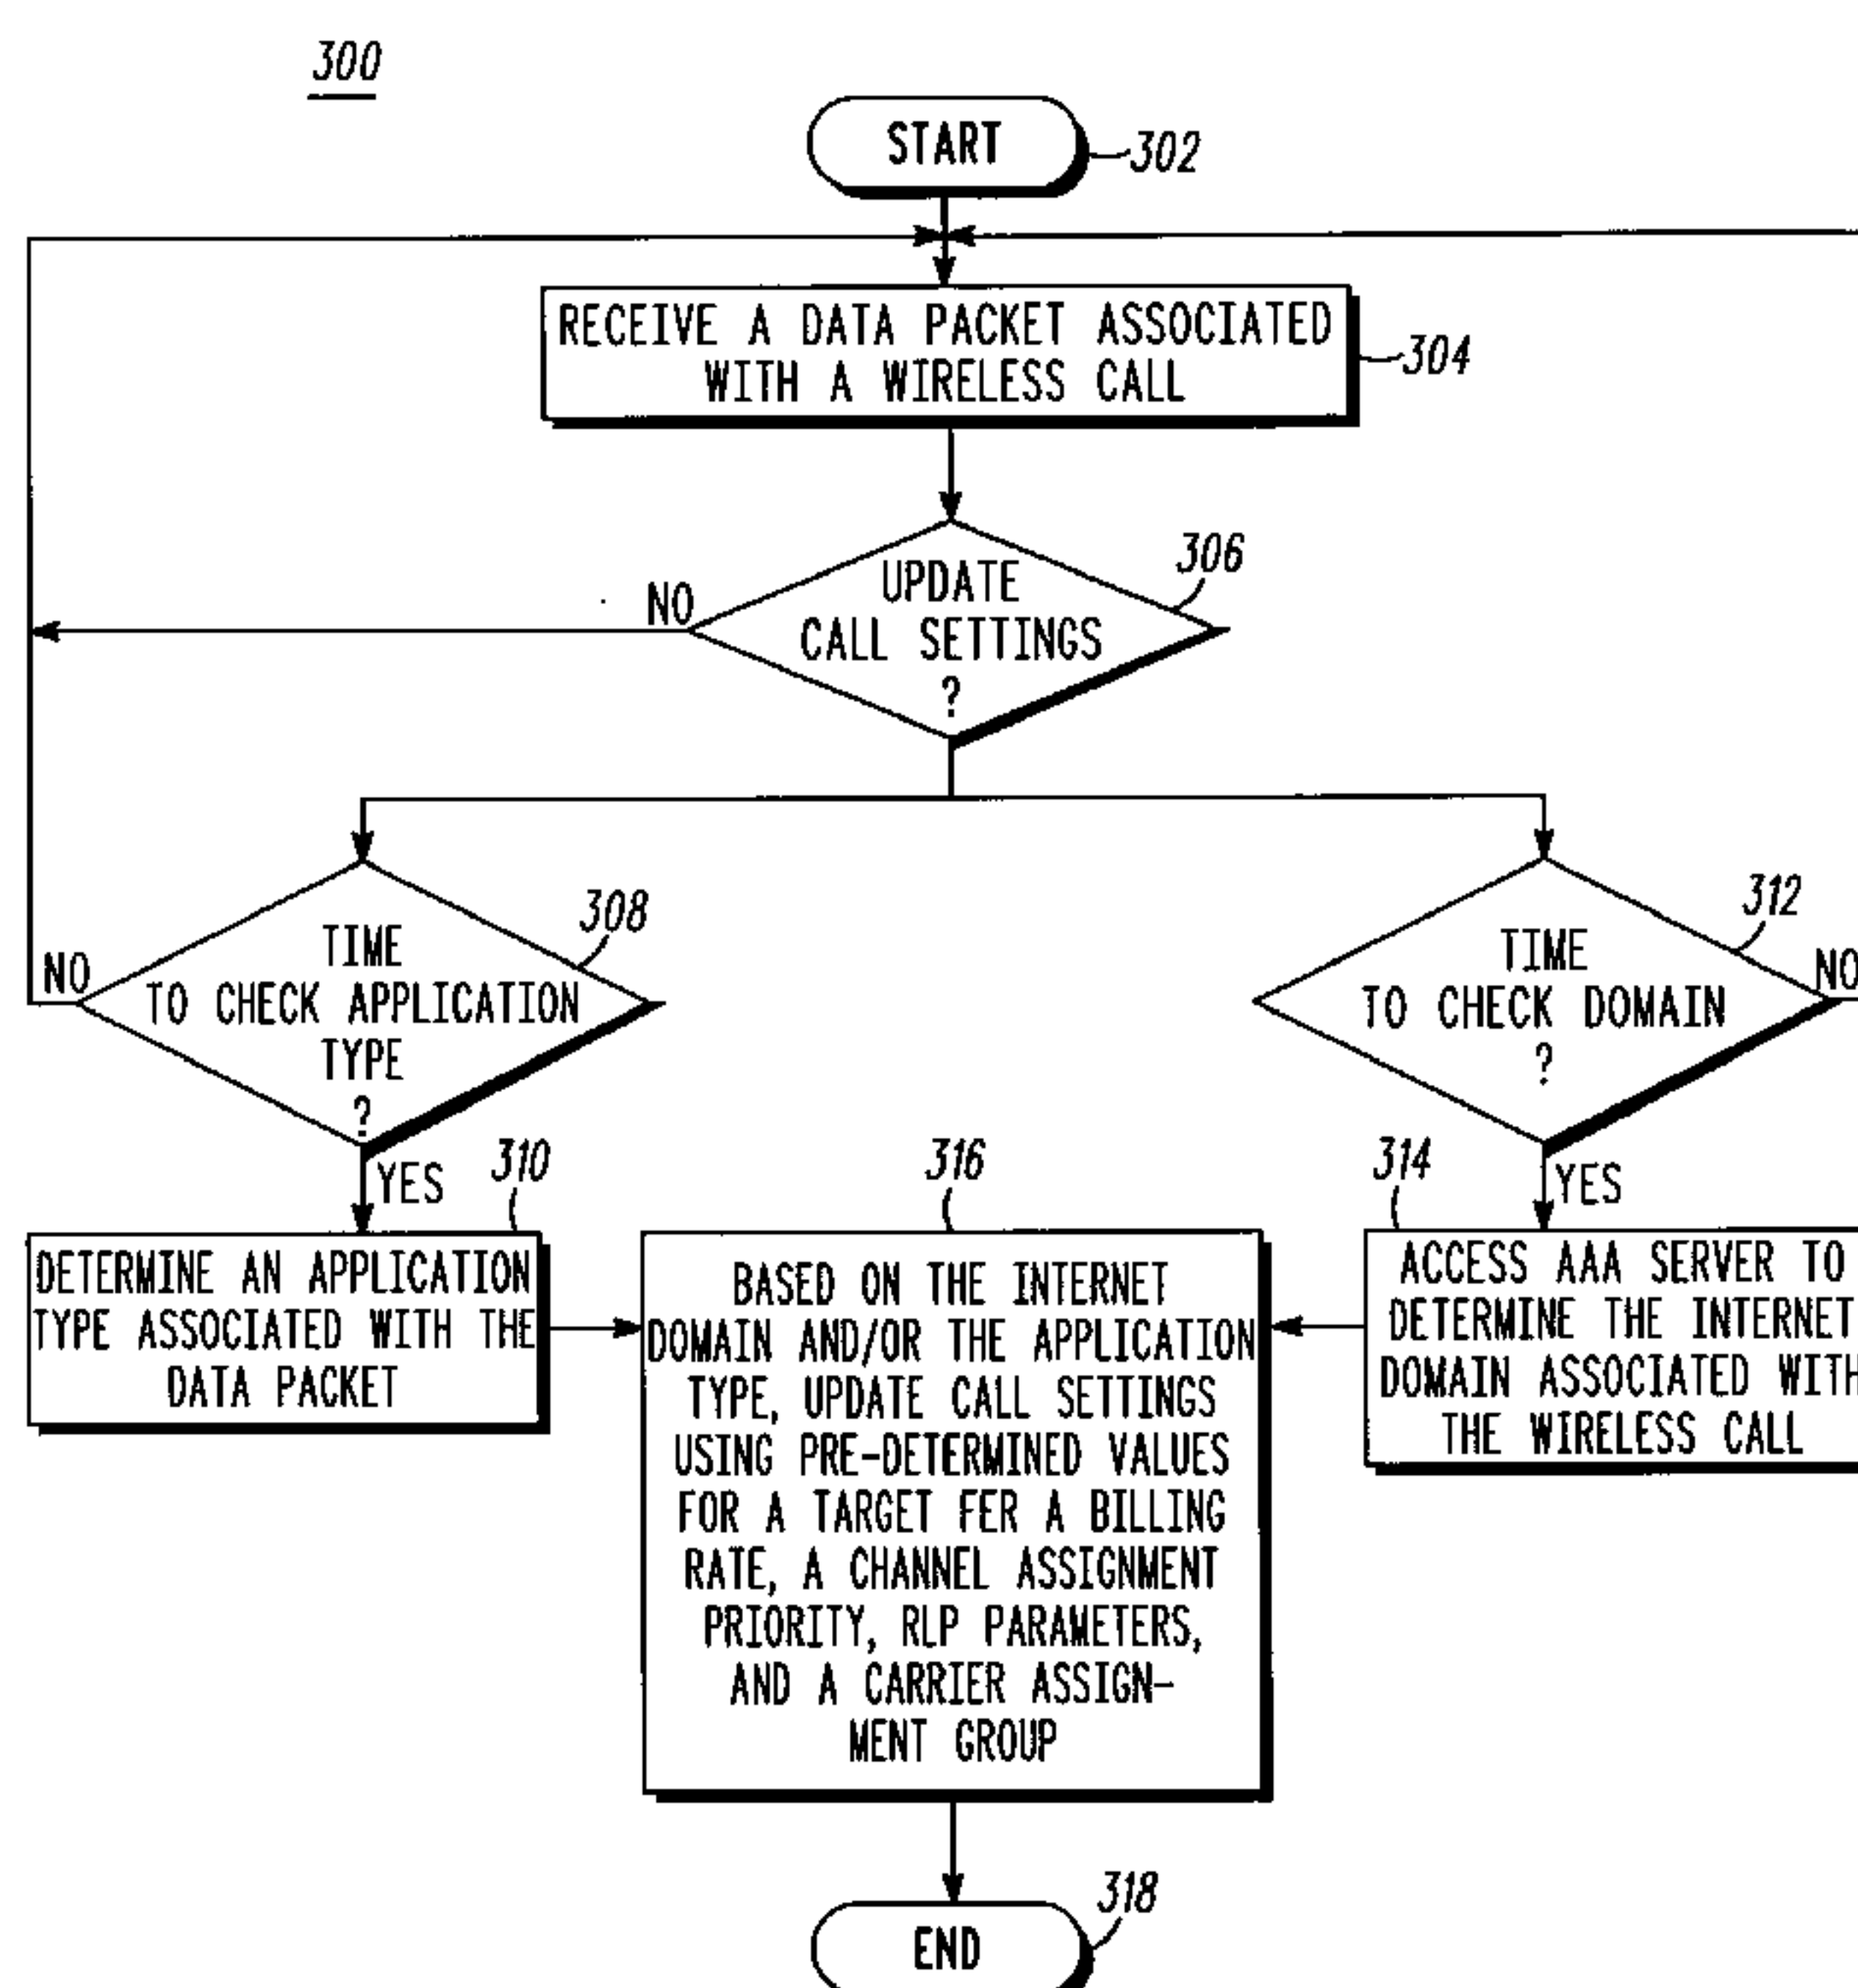 300
START
302
RECEIVE A DATA PACKET ASSOCIATED
WITH A WIRELESS CALL
304
306
UPDATE
CALL SETTINGS
?
NO
308
TIME
TO CHECK APPLICATION
TYPE
?
NO
YES
312
TIME
TO CHECK DOMAIN
?
NO
YES
310
DETERMINE AN APPLICATION
TYPE ASSOCIATED WITH THE
DATA PACKET
316
BASED ON THE INTERNET
DOMAIN AND/OR THE APPLICATION
TYPE, UPDATE CALL SETTINGS
USING PRE-DETERMINED VALUES
FOR A TARGET FER A BILLING
RATE, A CHANNEL ASSIGNMENT
PRIORITY, RLP PARAMETERS,
AND A CARRIER ASSIGN-
MENT GROUP
314
ACCESS AAA SERVER TO
DETERMINE THE INTERNET
DOMAIN ASSOCIATED WITH
THE WIRELESS CALL
318
END